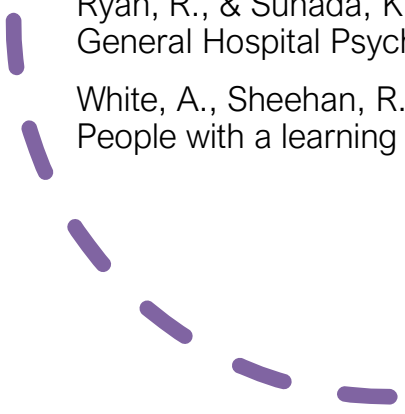 Ryan, R., & Sunada, K
General Hospital Psych
White, A., Sheehan, R.
People with a learning